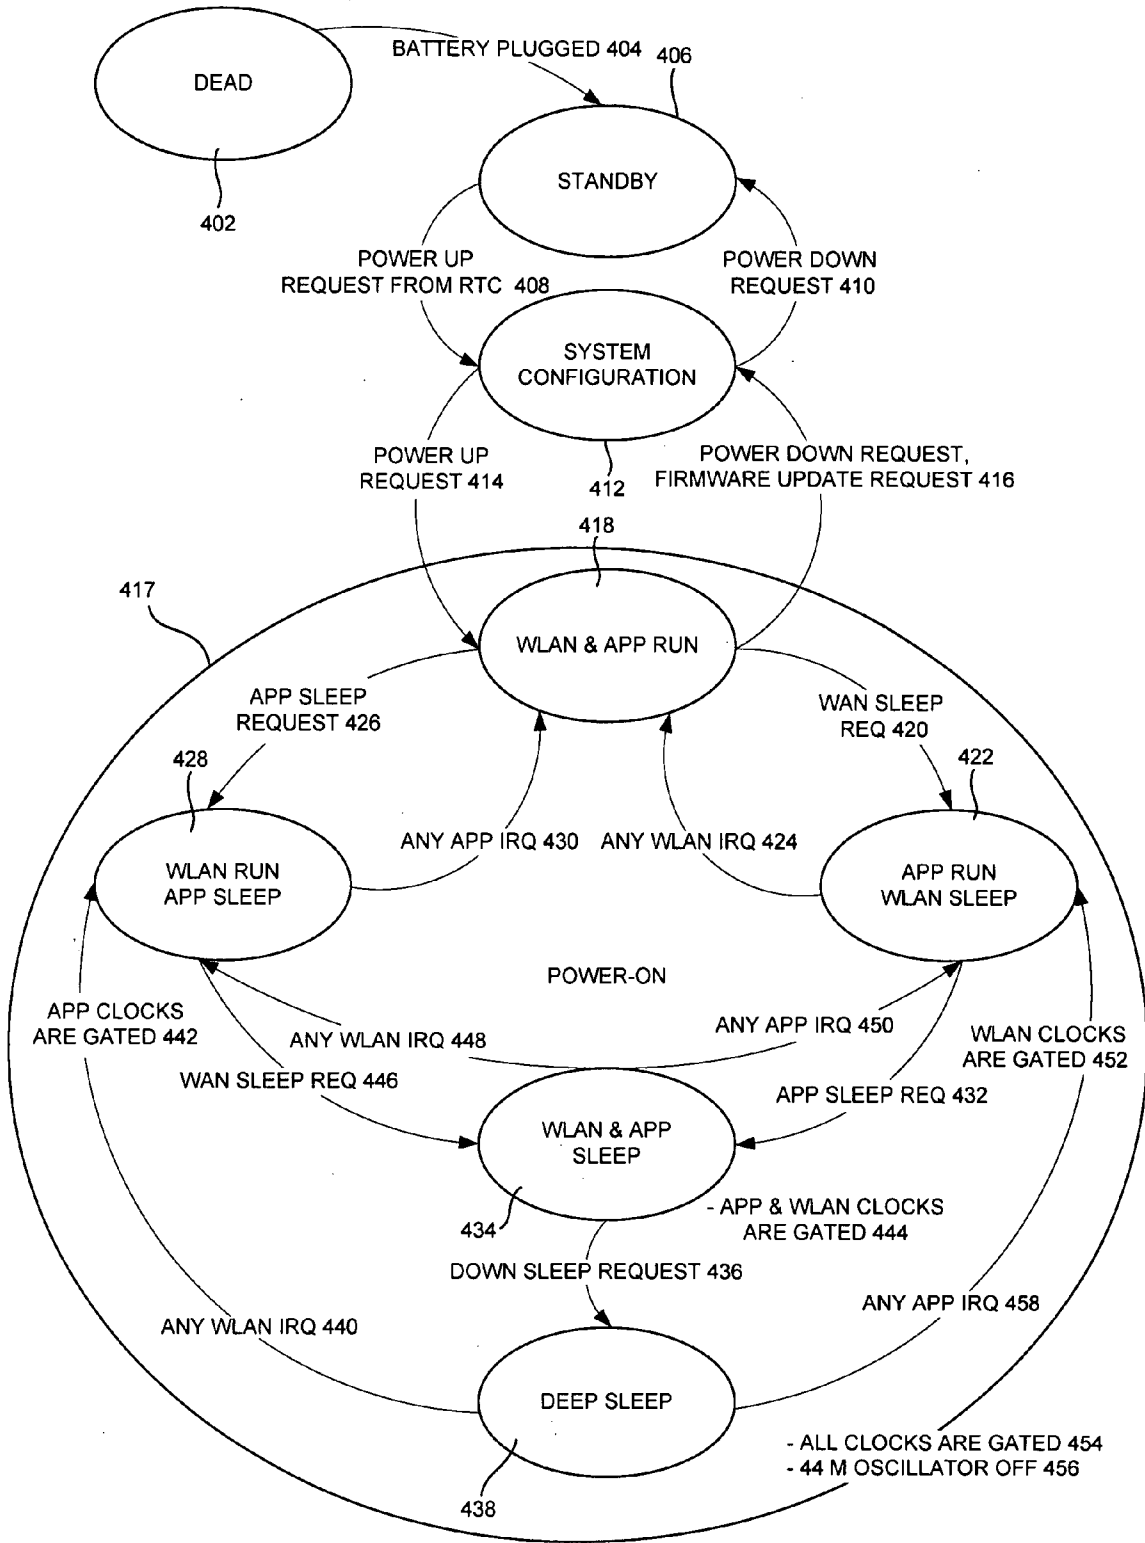 BATTERY PLUGGED 404
406
DEAD
STANDBY
402
POWER UP
REQUEST FROM RTC 408
POWER DOWN
REQUEST 410
SYSTEM
CONFIGURATION
POWER UP
REQUEST 414
412
POWER DOWN REQUEST,
FIRMWARE UPDATE REQUEST 416
418
417
WLAN & APP RUN
APP SLEEP
REQUEST 426
WAN SLEEP
REQ 420
428
422
ANY APP IRQ 430
ANY WLAN IRQ 424
WLAN RUN
APP SLEEP
APP RUN
WLAN SLEEP
POWER-ON
APP CLOCKS
ARE GATED 442
ANY WLAN IRQ 448
ANY APP IRQ 450
WLAN CLOCKS
ARE GATED 452
WAN SLEEP REQ 446
APP SLEEP REQ 432
WLAN & APP
SLEEP
434
- APP & WLAN CLOCKS
ARE GATED 444
DOWN SLEEP REQUEST 436
ANY WLAN IRQ 440
ANY APP IRQ 458
DEEP SLEEP
438
- ALL CLOCKS ARE GATED 454
- 44 M OSCILLATOR OFF 456